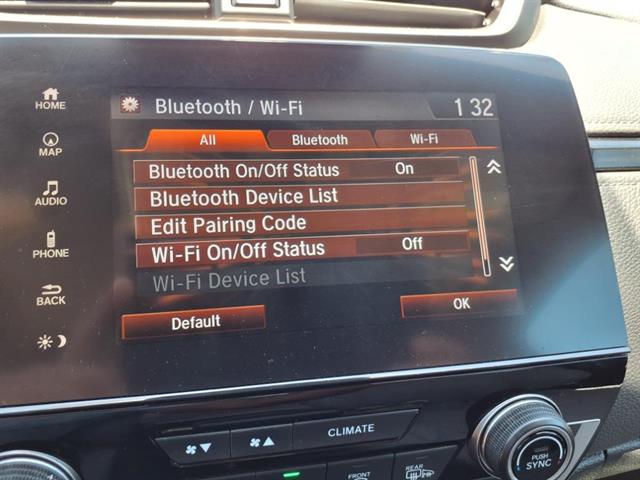 Bluetooth / Wi-Fi 1 32
All Bluetooth Wi-Fi
Bluetooth On/Off Status On
Bluetooth Device List
Edit Pairing Code
Wi-Fi On/Off Status Off
Wi-Fi Device List
Default OK
HOME
MAP
AUDIO
PHONE
BACK
CLIMATE
FRONT
REAR
PUSH
SYNC